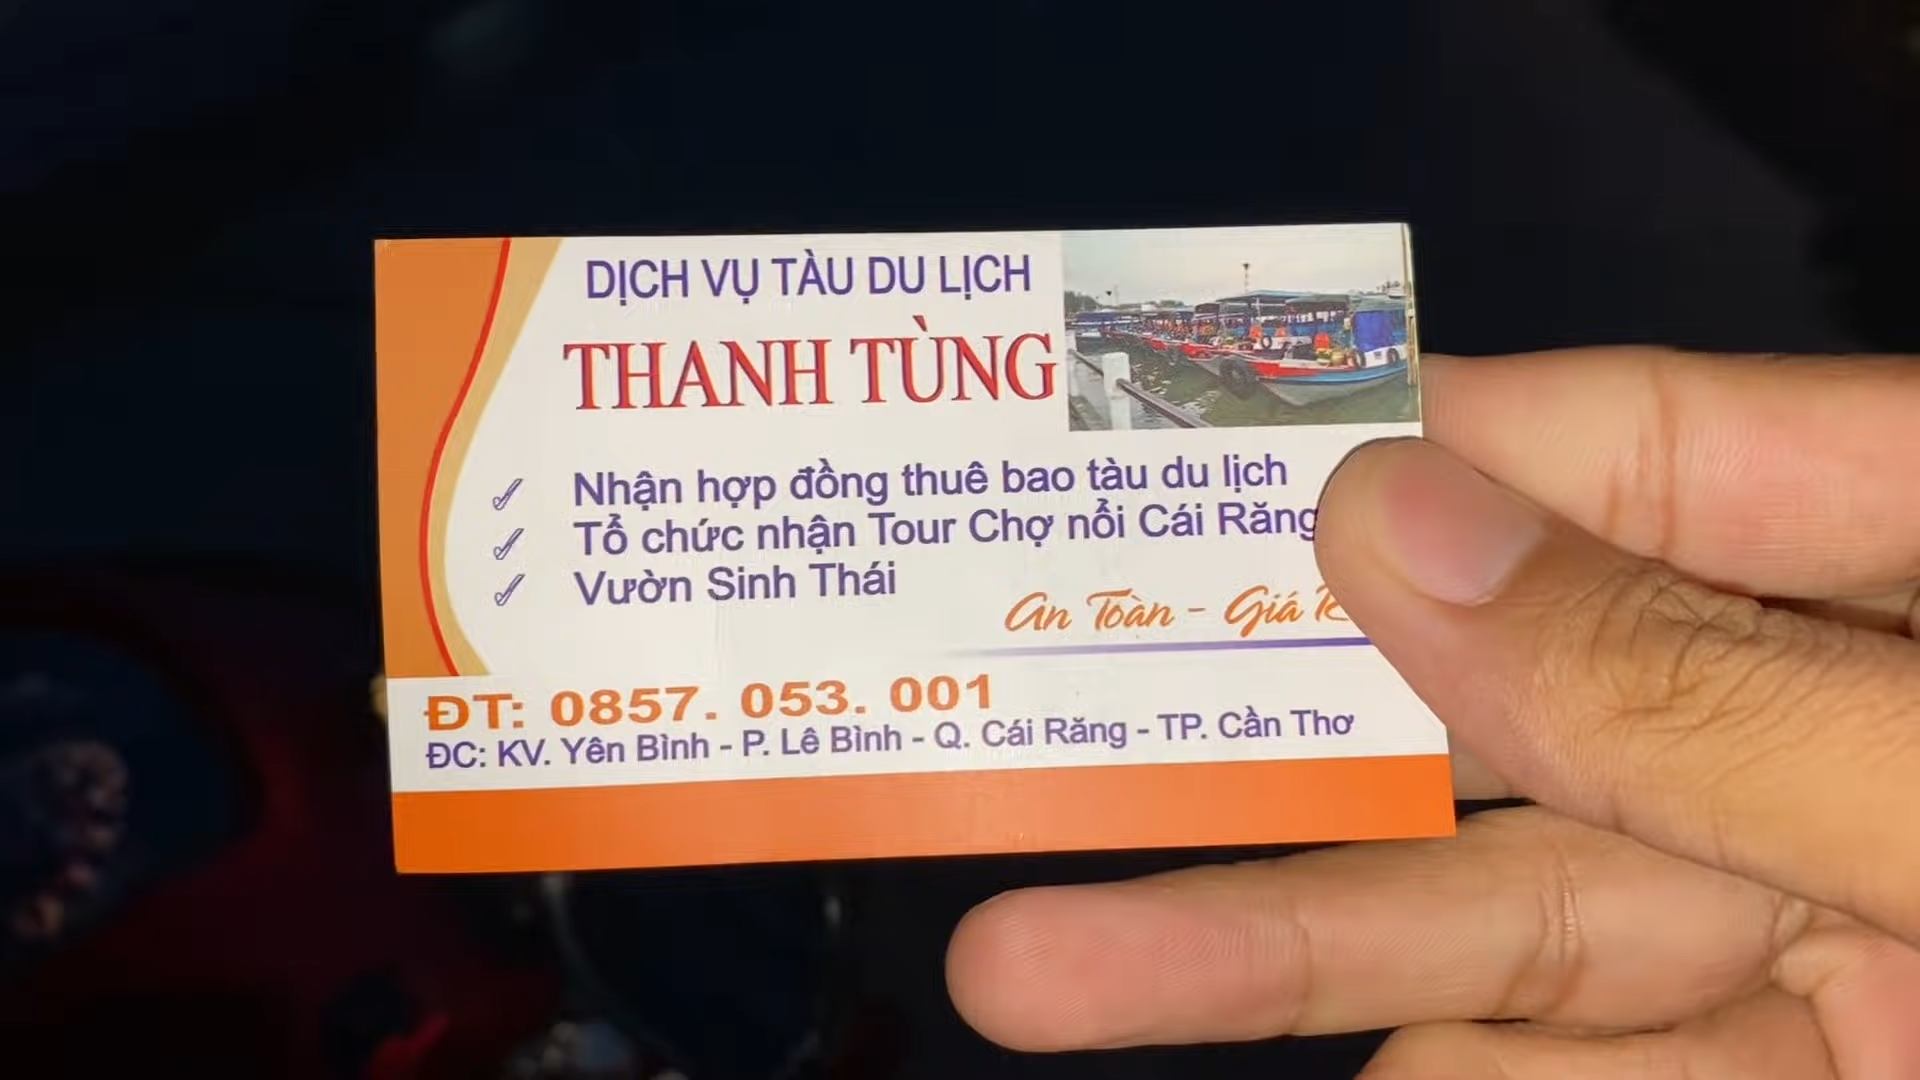 DỊCH VỤ TÀU DU LỊCH
THANH TÙNG
Nhận hợp đồng thuê bao tàu du lịch
Tổ chức nhận Tour Chợ nổi Cái Răng
Vườn Sinh Thái
An Toàn - Giá
ĐT: 0857. 053. 001
ĐC: KV. Yên Bình - P. Lê Bình - Q. Cái Răng - TP. Cần Thơ